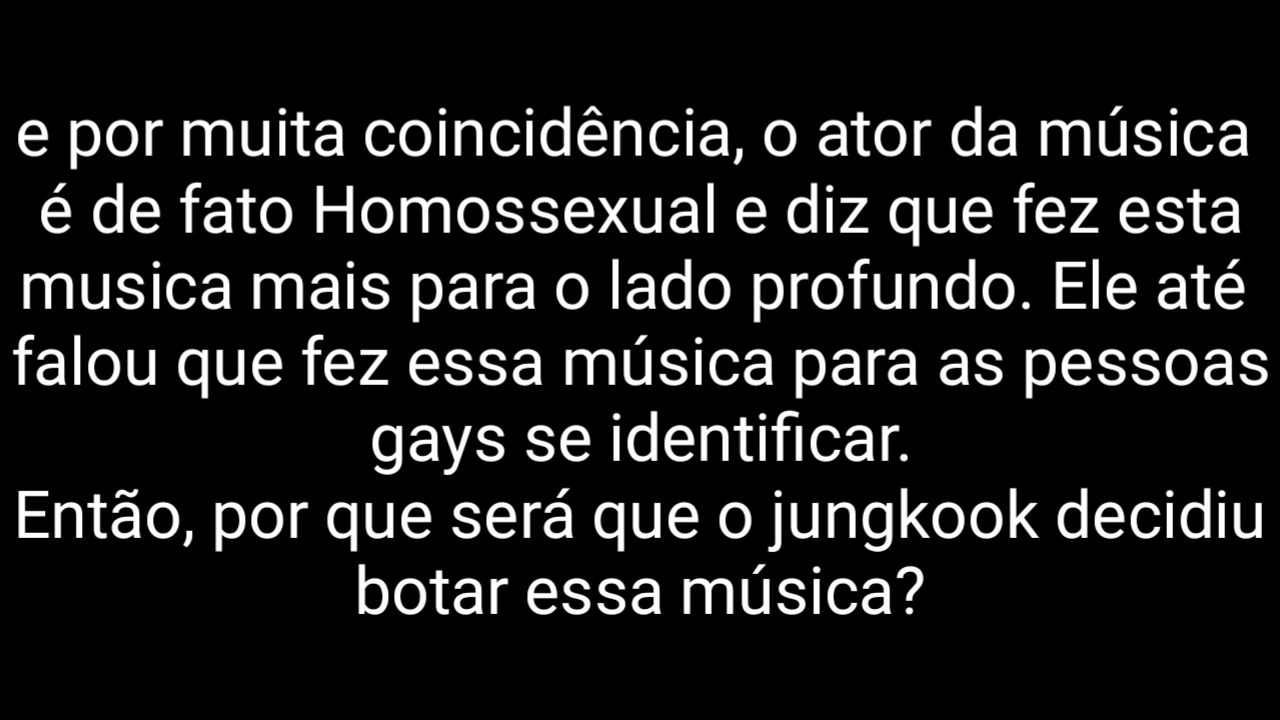 e por muita coincidência, o ator da música
é de fato Homossexual e diz que fez esta
musica mais para o lado profundo. Ele até
falou que fez essa música para as pessoas
gays se identificar.
Então, por que será que o jungkook decidiu
botar essa música?